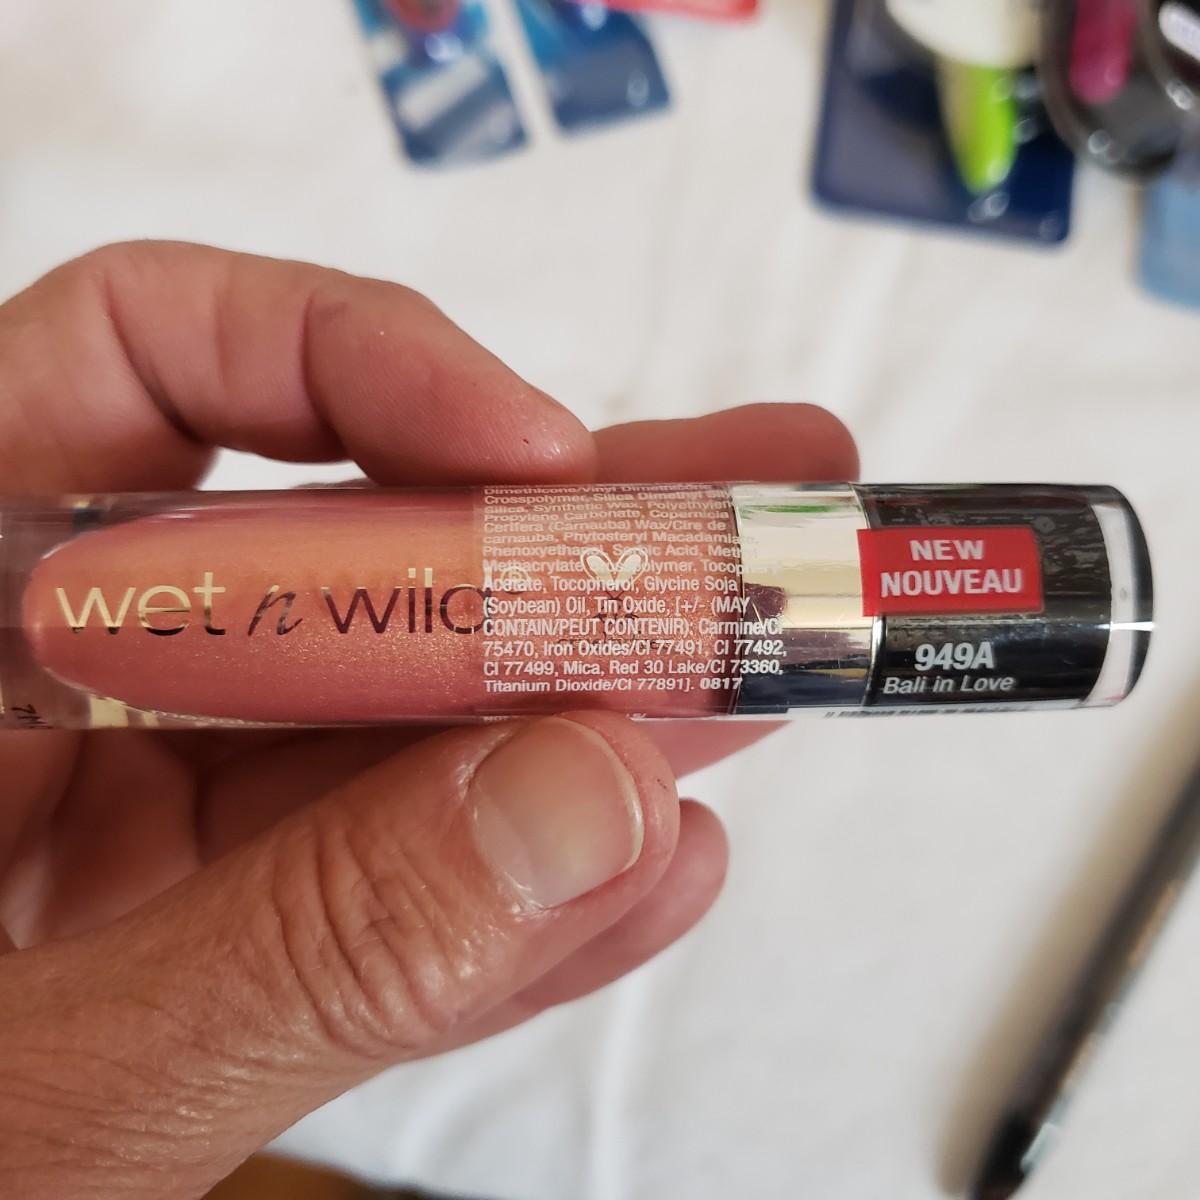 wet n wild
Dimethicone/Vinyl Dimethicone
Crosspolymer, Silica Dimethyl
Silica, Synthetic Wax, Polyethylene
Propylene Carbonate, Copernicia
Cerifera (Carnauba) Wax/Cire de
carnauba, Phytosteryl Macadamiate,
Phenoxyethanol, Sorbic Acid, Methyl
Methacrylate Crosspolymer, Tocopheryl
Acetate, Tocopherol, Glycine Soja
(Soybean) Oil, Tin Oxide, [+/- (MAY
CONTAIN/PEUT CONTENIR), Carmine/CI
75470, Iron Oxides/CI 77491, CI 77492,
CI 77499, Mica, Red 30 Lake/CI 73360,
Titanium Dioxide/CI 77891]. 0817
NEW
NOUVEAU
949A
Bali in Love